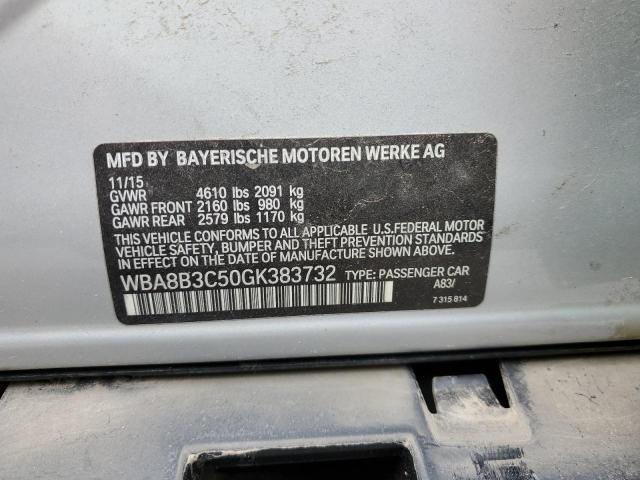 MFD BY BAYERISCHE MOTOREN WERKE AG
11/15
GVWR 4610 lbs 2091 kg
GAWR FRONT 2160 lbs 980 kg
GAWR REAR 2579 lbs 1170 kg
THIS VEHICLE CONFORMS TO ALL APPLICABLE U.S.FEDERAL MOTOR
VEHICLE SAFETY, BUMPER AND THEFT PREVENTION STANDARDS
IN EFFECT ON THE DATE OF MANUFACTURE SHOWN ABOVE.
WBA8B3C50GK383732 TYPE: PASSENGER CAR
A83/
7 315 814